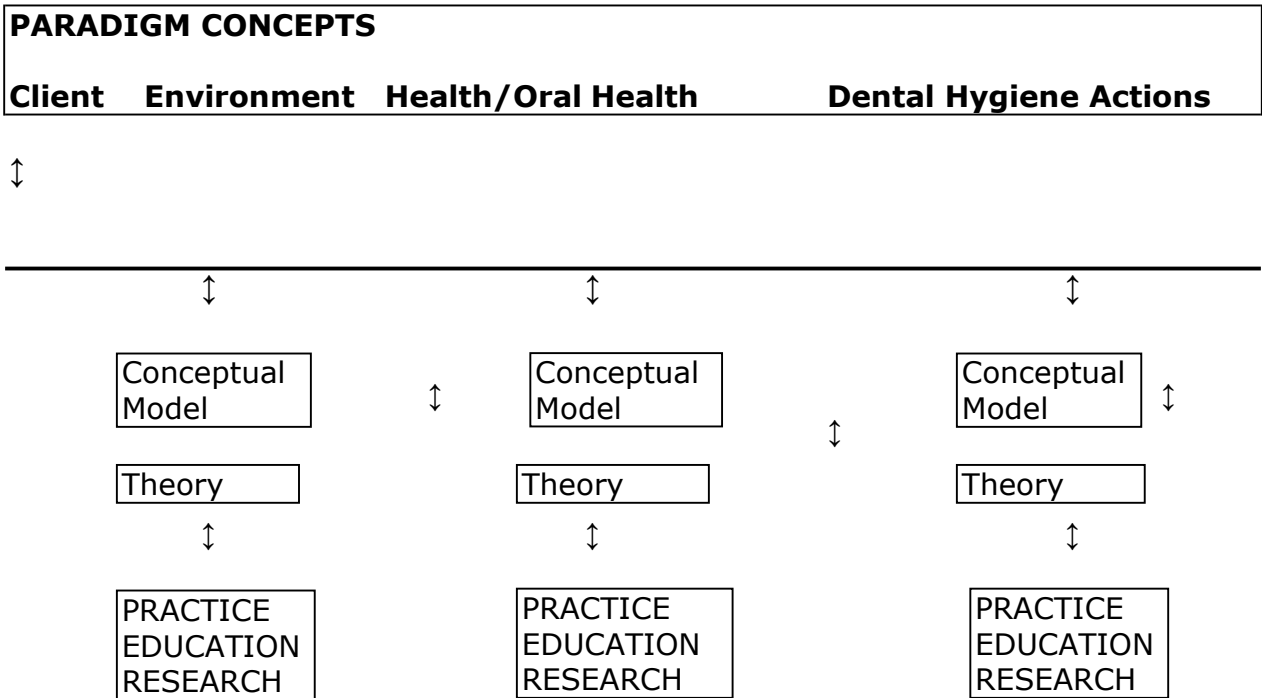 PARADIGM CONCEPTS
Client Environment Health/Oral Health Dental Hygiene Actions
↕
↕ ↕ ↕
Conceptual
Model
↕
Conceptual
Model
↕
Conceptual
Model
↕
Theory
Theory
Theory
↕ ↕ ↕
PRACTICE
EDUCATION
RESEARCH
PRACTICE
EDUCATION
RESEARCH
PRACTICE
EDUCATION
RESEARCH